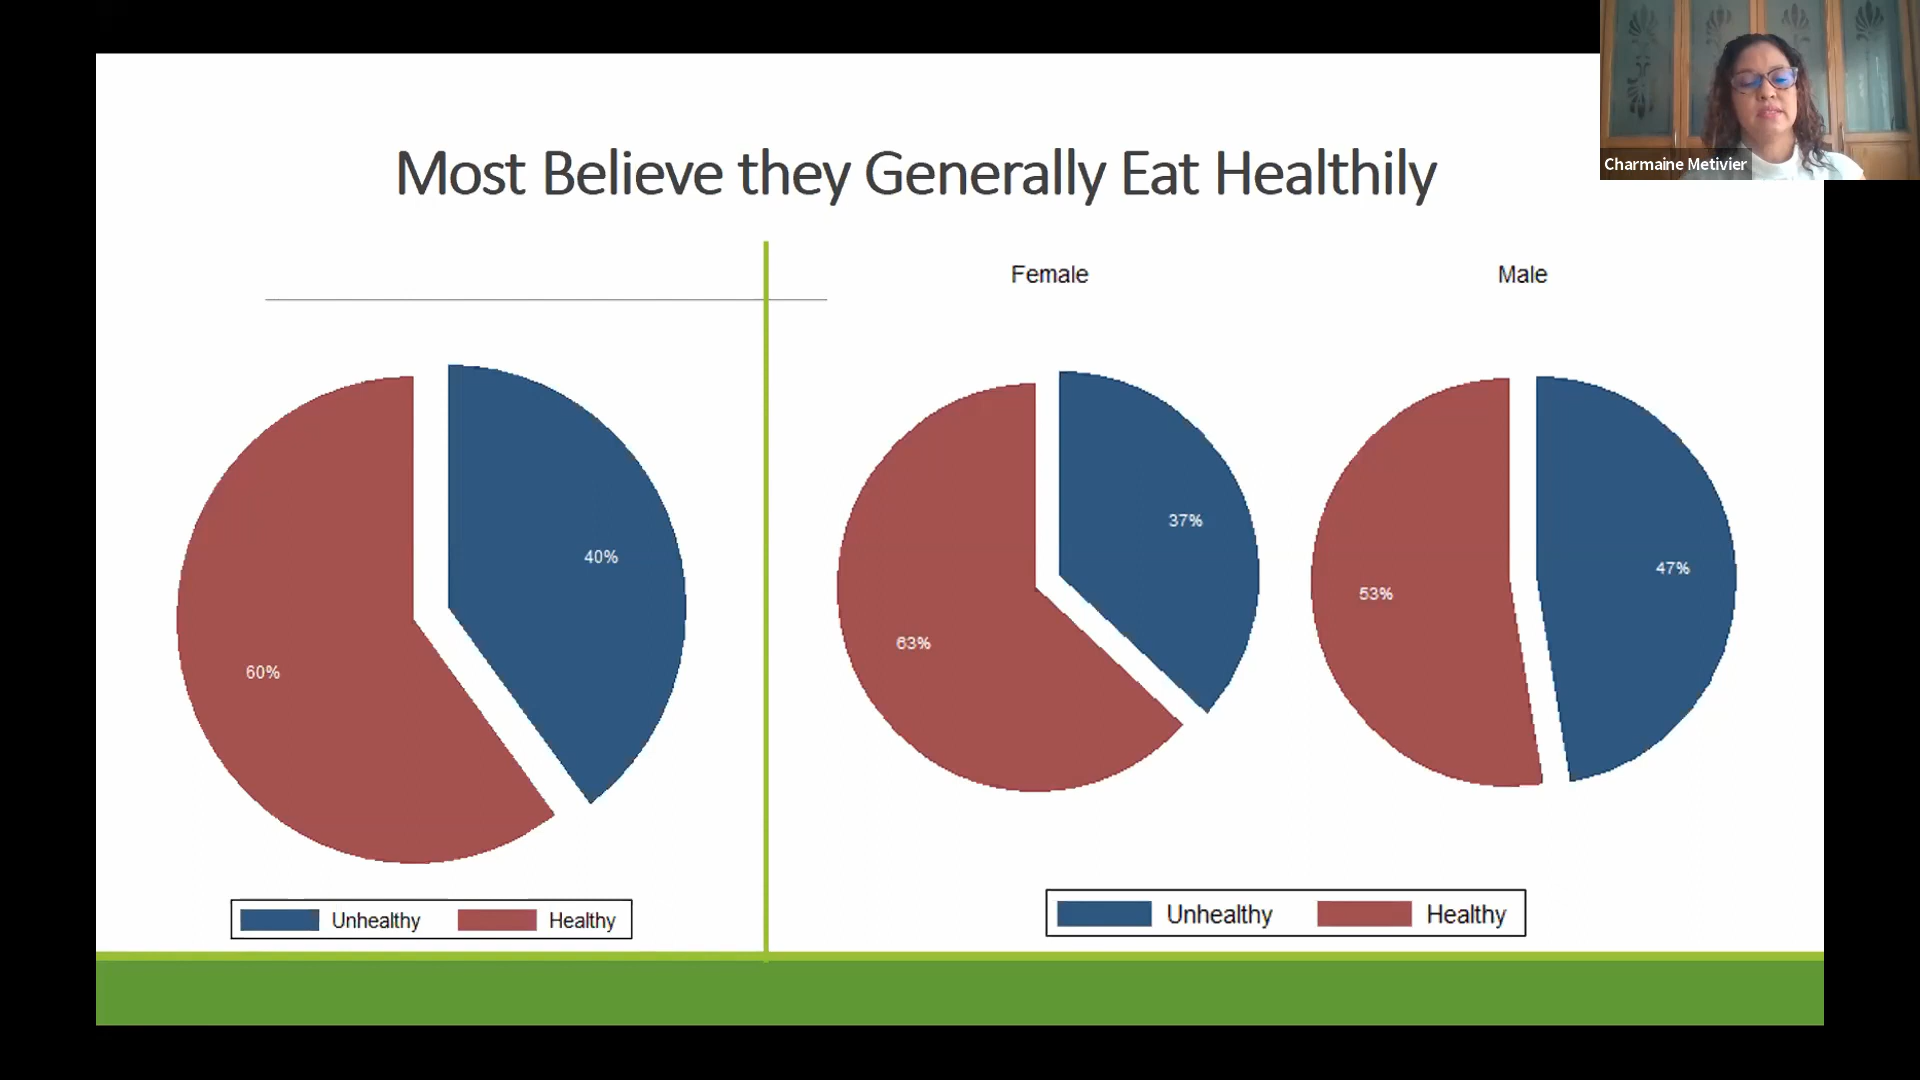 Most Believe they Generally Eat Healthily
Charmaine Metivier
Female
Male
40%
60%
37%
63%
47%
53%
Unhealthy
Healthy
Unhealthy
Healthy